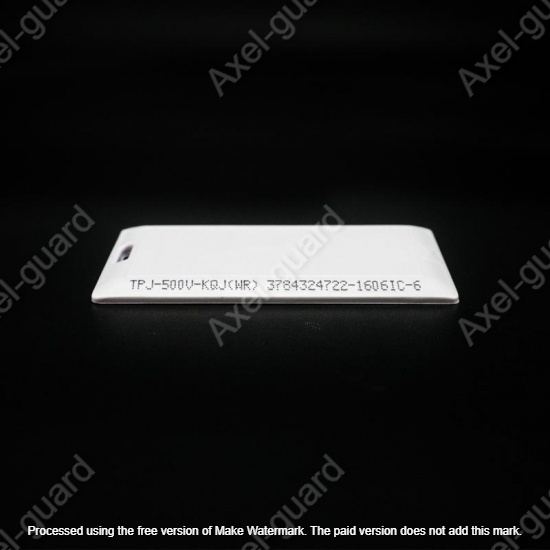 Axel-guard
Axel-guard
Axel-guard
Axel-guard
Axel-guard
Axel-guard
TPJ-500V-KQJ(WR) 3784324722-1606IC-6
Axel-guard
Axel-guard
Axel-guard
Processed using the free version of Make Watermark. The paid version does not add this mark.